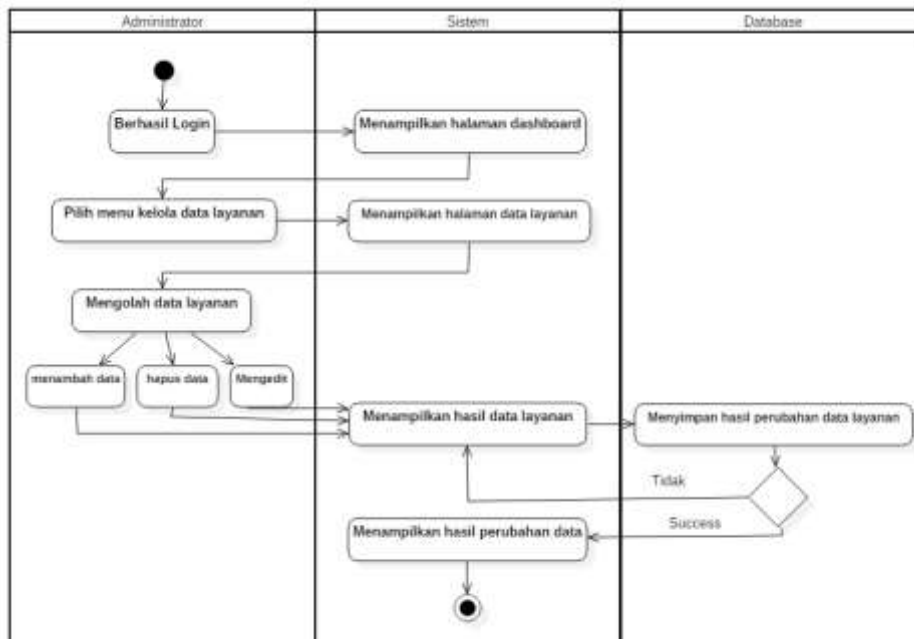 Administrator
Sistem
Database
Berhasil Login
Menampilkan halaman dashboard
Pilih menu kelola data layanan
Menampilkan halaman data layanan
Mengolah data layanan
menambah data
hapus data
Mengedit
Menampilkan hasil data layanan
Menyimpan hasil perubahan data layanan
Tidak
Success
Menampilkan hasil perubahan data